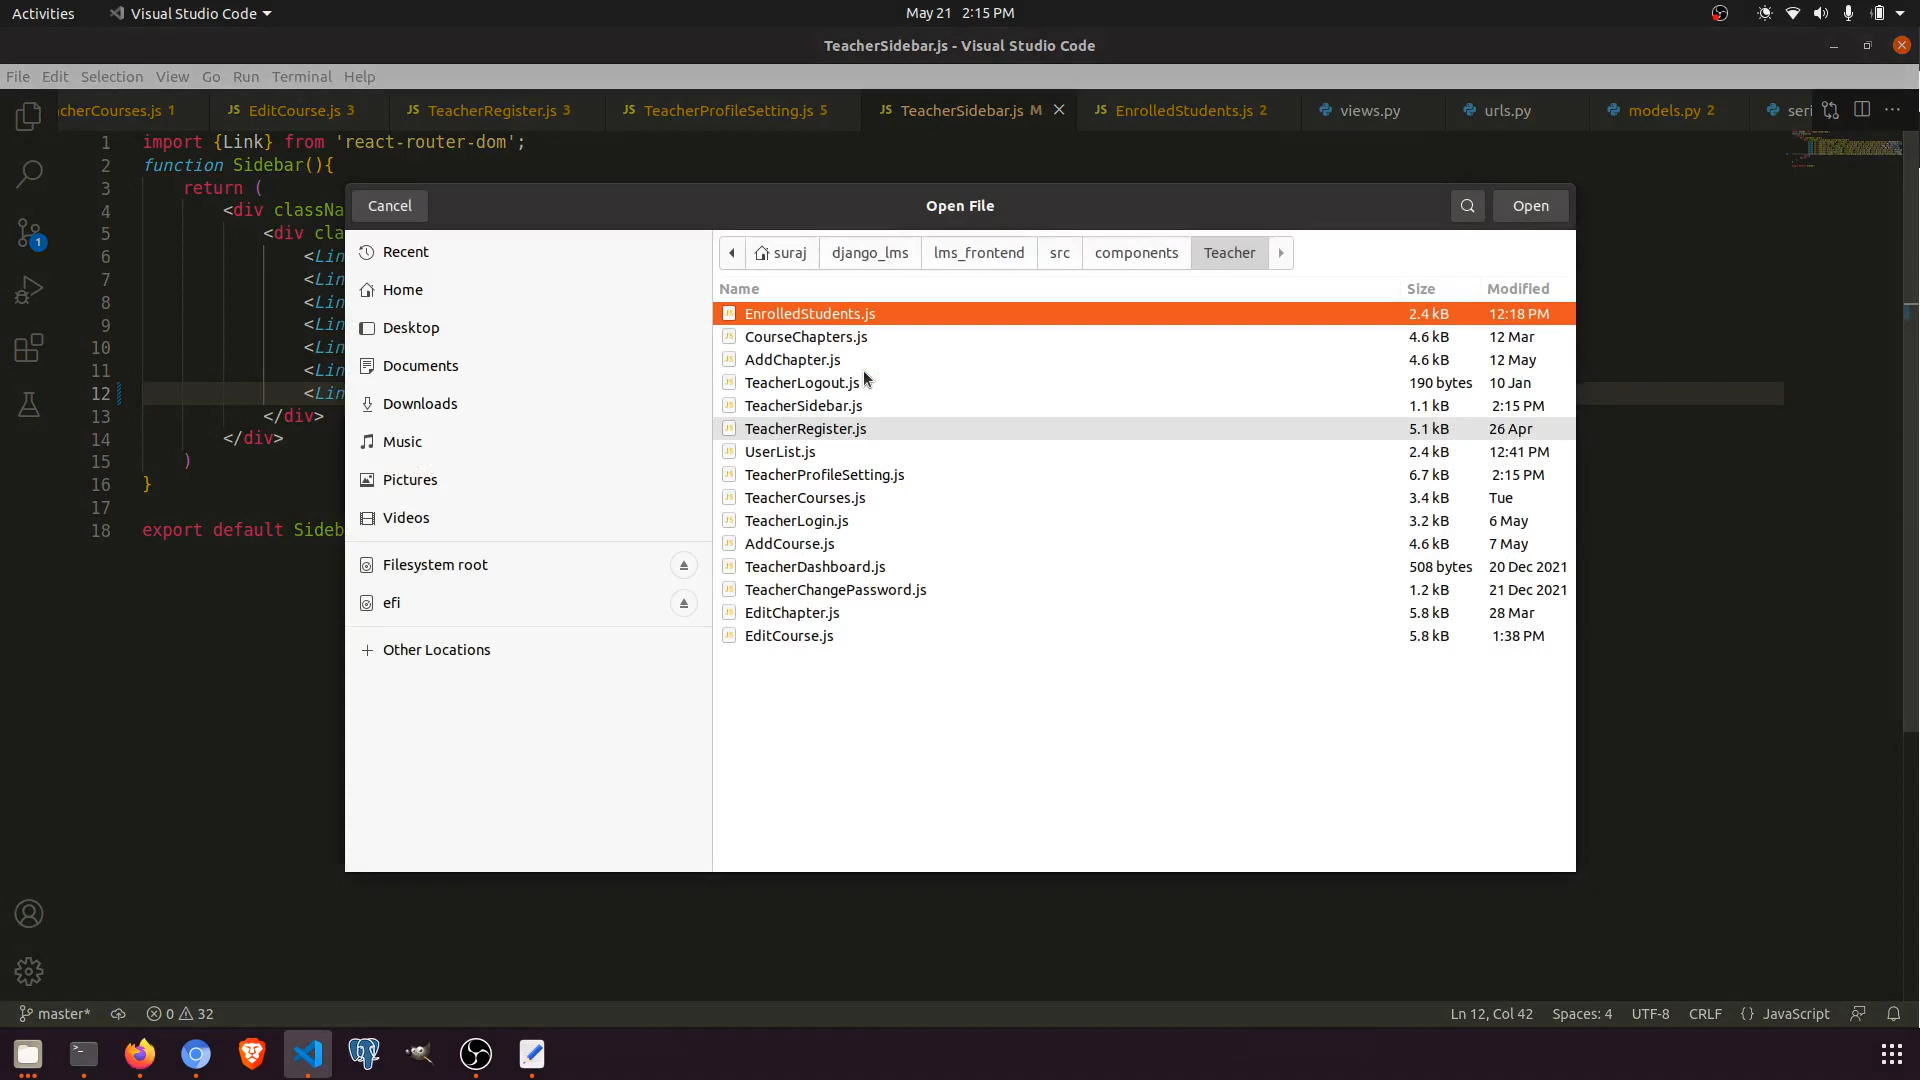 Activities Visual Studio Code May 21 2:15 PM
TeacherSidebar.js - Visual Studio Code
File Edit Selection View Go Run Terminal Help
cherCourses.js 1 JS EditCourse.js 3 JS TeacherRegister.js 3 JS TeacherProfileSetting.js 5 JS TeacherSidebar.js M JS EnrolledStudents.js 2 views.py urls.py models.py 2 seri
1 import {Link} from 'react-router-dom';
2 function Sidebar(){
3 return (
4 <div classNa
5 <div cla
6 <Lin
7 <Lin
8 <Lin
9 <Lin
10 <Lin
11 <Lin
12 <Lin
13 </div>
14 </div>
15 )
16 }
17
18 export default Sideb
1
Cancel Open File Open
Recent
Home
Desktop
Documents
Downloads
Music
Pictures
Videos
Filesystem root
efi
Other Locations
suraj django_lms lms_frontend src components Teacher
Name Size Modified
EnrolledStudents.js 2.4 kB 12:18 PM
CourseChapters.js 4.6 kB 12 Mar
AddChapter.js 4.6 kB 12 May
TeacherLogout.js 190 bytes 10 Jan
TeacherSidebar.js 1.1 kB 2:15 PM
TeacherRegister.js 5.1 kB 26 Apr
UserList.js 2.4 kB 12:41 PM
TeacherProfileSetting.js 6.7 kB 2:15 PM
TeacherCourses.js 3.4 kB Tue
TeacherLogin.js 3.2 kB 6 May
AddCourse.js 4.6 kB 7 May
TeacherDashboard.js 508 bytes 20 Dec 2021
TeacherChangePassword.js 1.2 kB 21 Dec 2021
EditChapter.js 5.8 kB 28 Mar
EditCourse.js 5.8 kB 1:38 PM
master* 0 32 Ln 12, Col 42 Spaces: 4 UTF-8 CRLF {} JavaScript